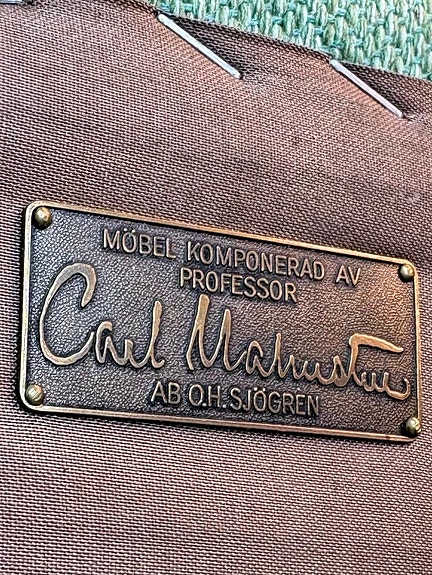 MÖBEL KOMPONERAD AV
PROFESSOR
Carl Malmsten
AB O.H. SJÖGREN